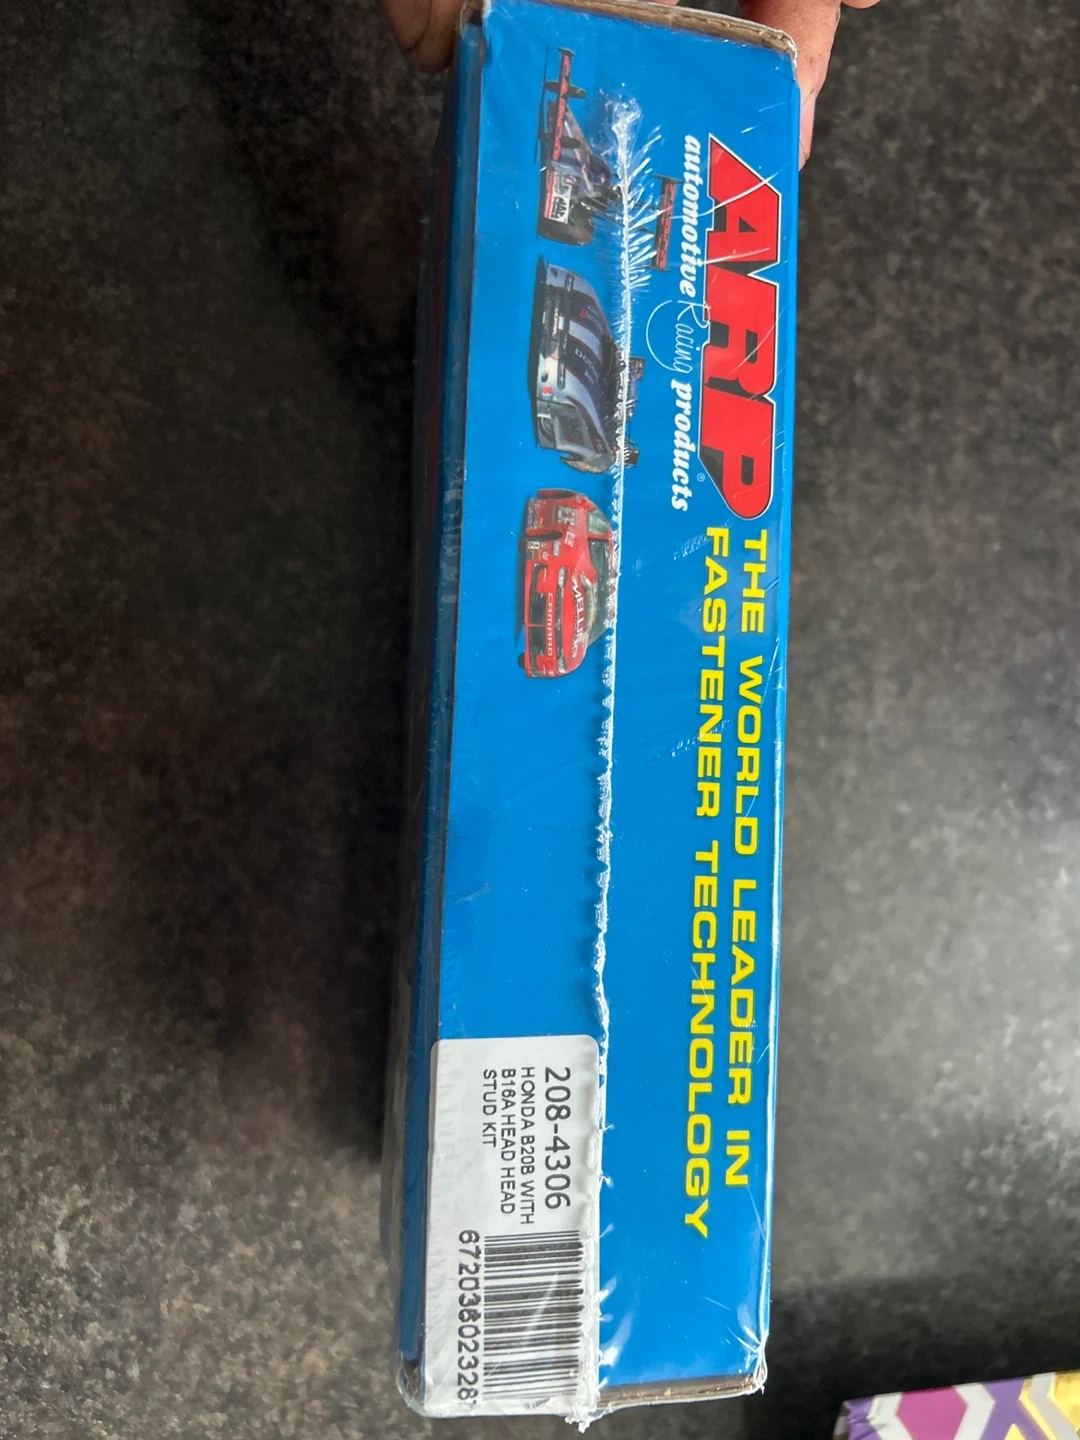 ARP
automotive Racing products®
THE WORLD LEADER IN
FASTENER TECHNOLOGY
CAMARO
208-4306
HONDA B20B WITH
B16A HEAD HEAD
STUD KIT